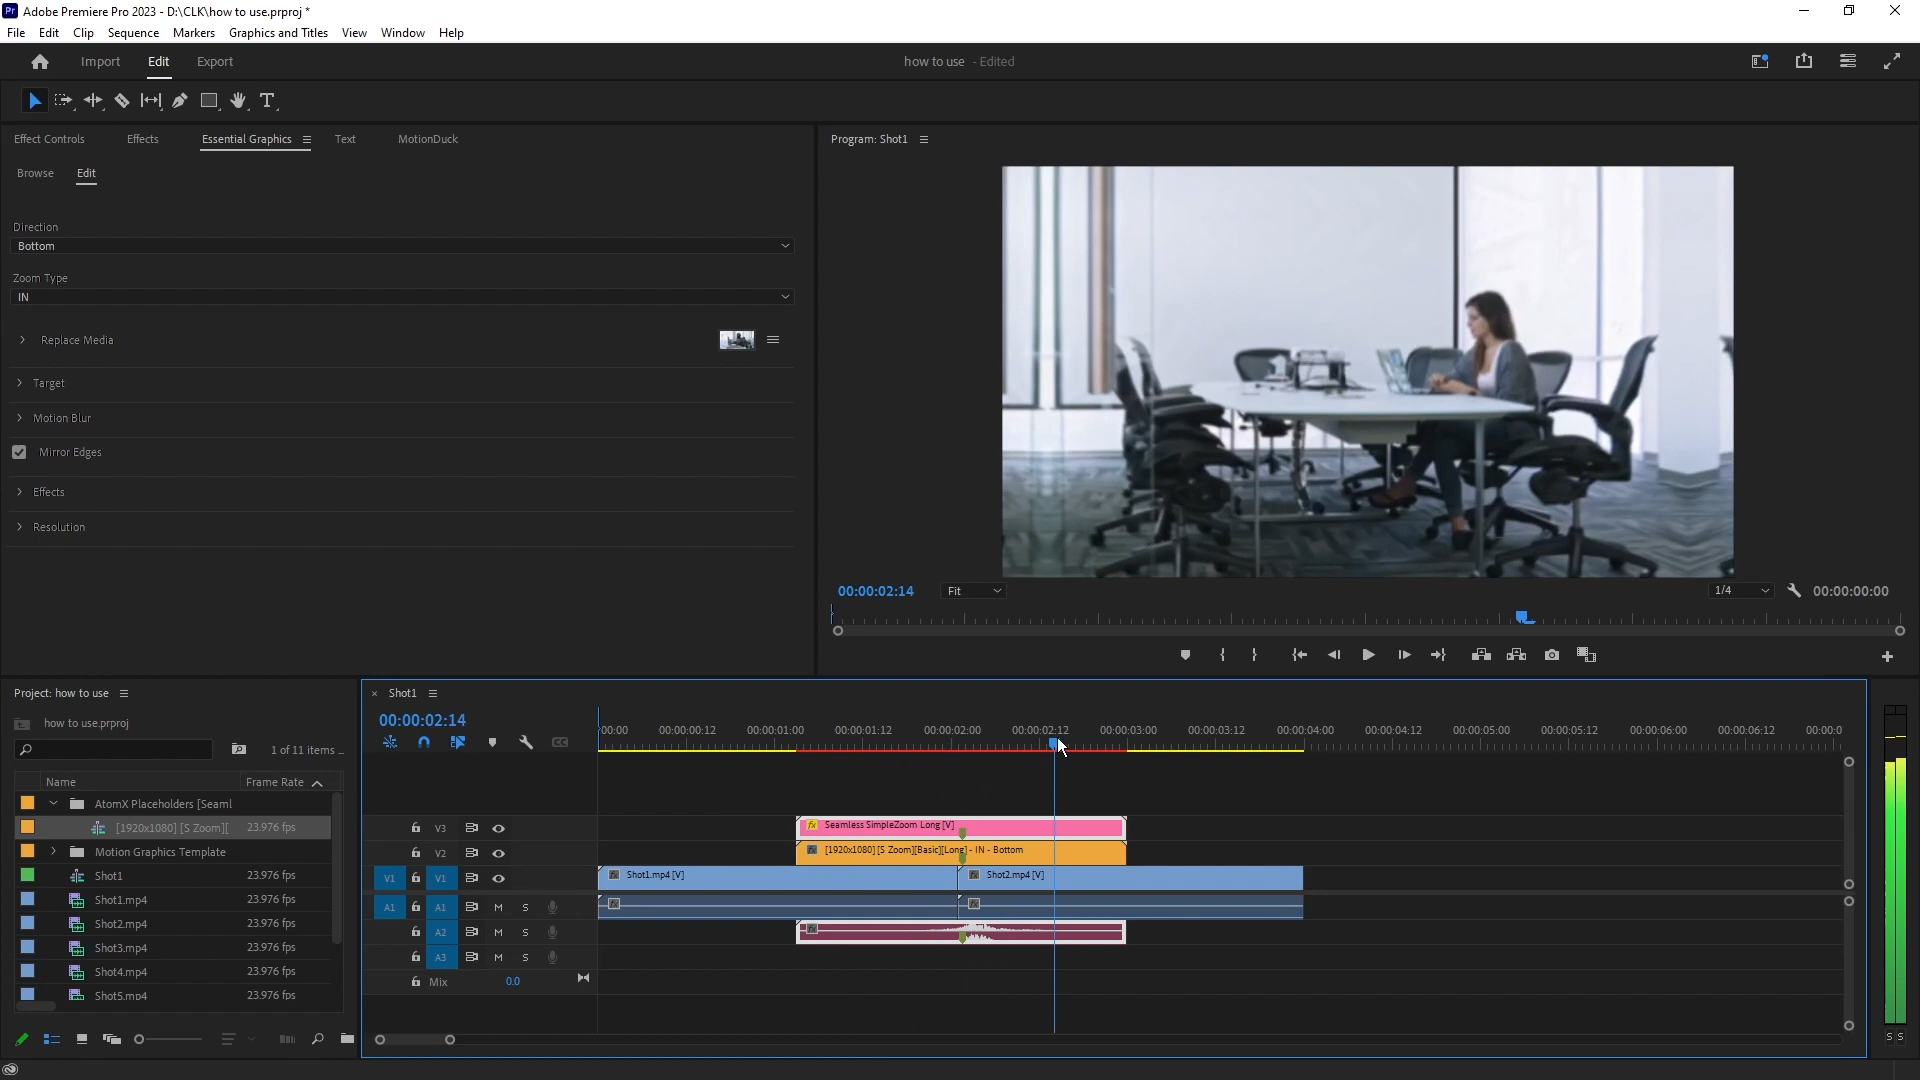 Adobe Premiere Pro 2023 - D:\CLK\how to use.prproj *
File Edit Clip Sequence Markers Graphics and Titles View Window Help
Import Edit Export
how to use - Edited
Effect Controls Effects Essential Graphics Text MotionDuck
Program: Shot1
Browse Edit
Direction
Bottom
Zoom Type
IN
Replace Media
Target
Motion Blur
Mirror Edges
Effects
Resolution
00:00:02:14 Fit 1/4 00:00:00:00
Project: how to use
how to use.prproj
1 of 11 items ...
Name Frame Rate
AtomX Placeholders [Seaml
[1920x1080] [S Zoom][ 23.976 fps
Motion Graphics Template
Shot1 23.976 fps
Shot1.mp4 23.976 fps
Shot2.mp4 23.976 fps
Shot3.mp4 23.976 fps
Shot4.mp4 23.976 fps
Shot5.mp4 23.976 fps
Shot1
00:00:02:14
:00:00 00:00:00:12 00:00:01:00 00:00:01:12 00:00:02:00 00:00:02:12 00:00:03:00 00:00:03:12 00:00:04:00 00:00:04:12 00:00:05:00 00:00:05:12 00:00:06:00 00:00:06:12 00:00:0
V3 Seamless SimpleZoom Long [V]
V2 [1920x1080] [S Zoom][Basic][Long] - IN - Bottom
V1 V1 Shot1.mp4 [V] Shot2.mp4 [V]
A1 A1 M S
A2 M S
A3 M S
Mix 0.0
S S